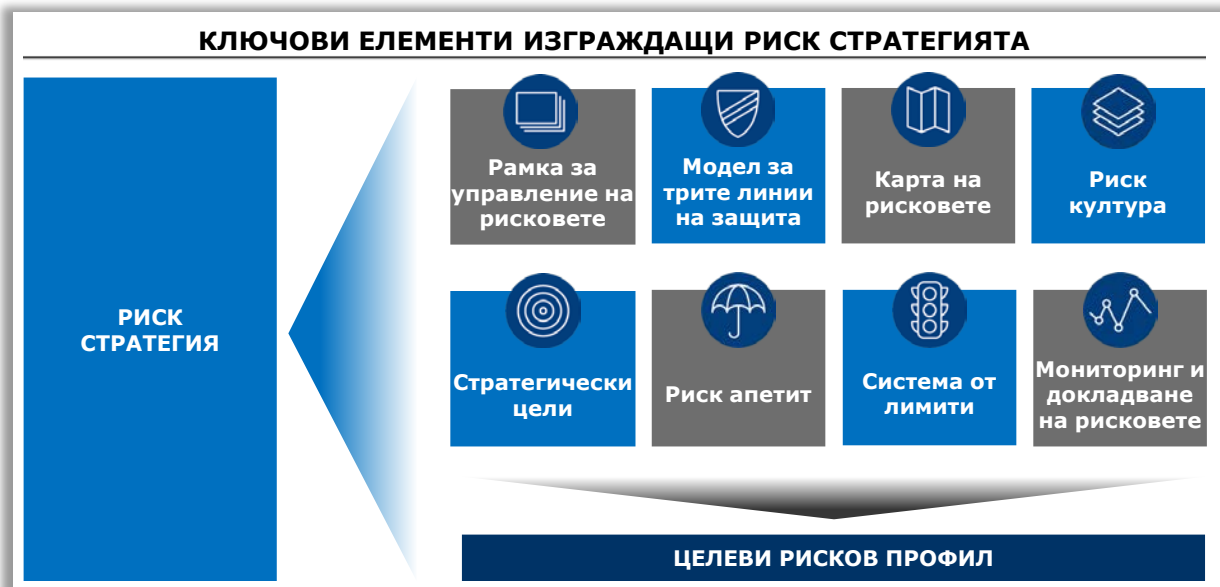 КЛЮЧОВИ ЕЛЕМЕНТИ ИЗГРАЖДАЩИ РИСК СТРАТЕГИЯТА
РИСК
СТРАТЕГИЯ
Рамка за
управление на
рисковете
Модел за
трите линии
на защита
Карта на
рисковете
Риск
култура
Стратегически
цели
Риск апетит
Система от
лимити
Мониторинг и
докладване
на рисковете
ЦЕЛЕВИ РИСКОВ ПРОФИЛ